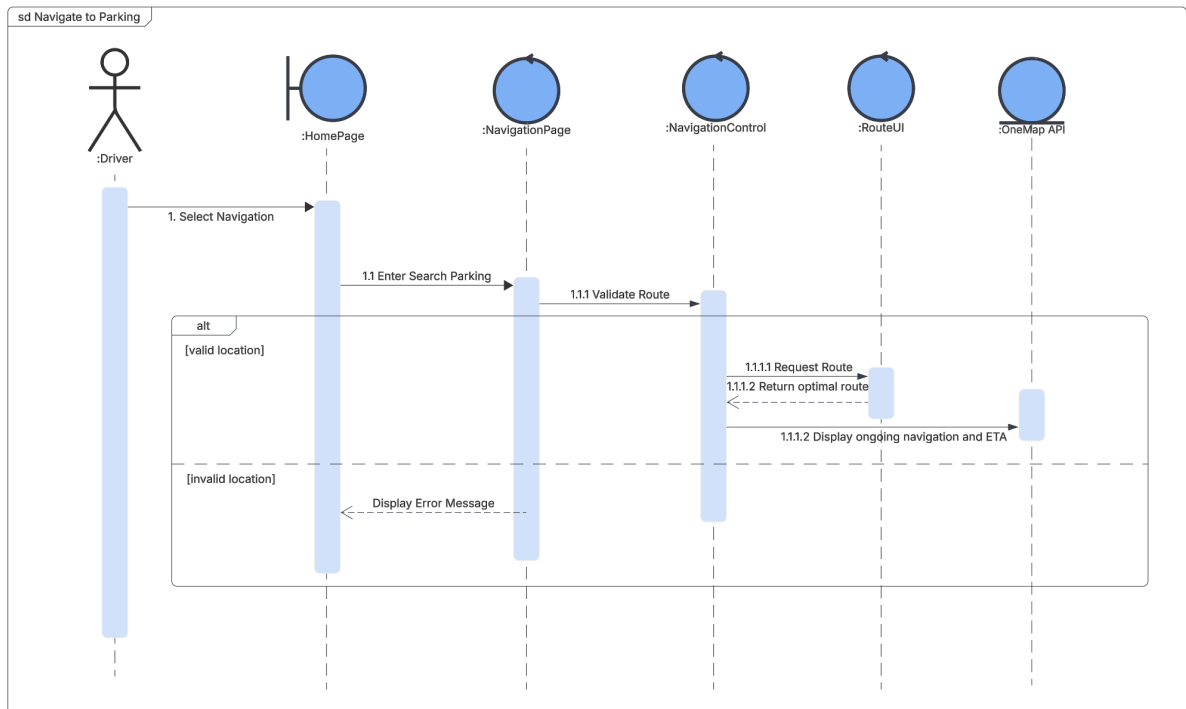 sd Navigate to Parking
:Driver
:HomePage
:NavigationPage
:NavigationControl
:RouteUI
:OneMap API
1. Select Navigation
1.1 Enter Search Parking
1.1.1 Validate Route
alt
[valid location]
1.1.1.1 Request Route
1.1.1.2 Return optimal route
1.1.1.2 Display ongoing navigation and ETA
[invalid location]
Display Error Message